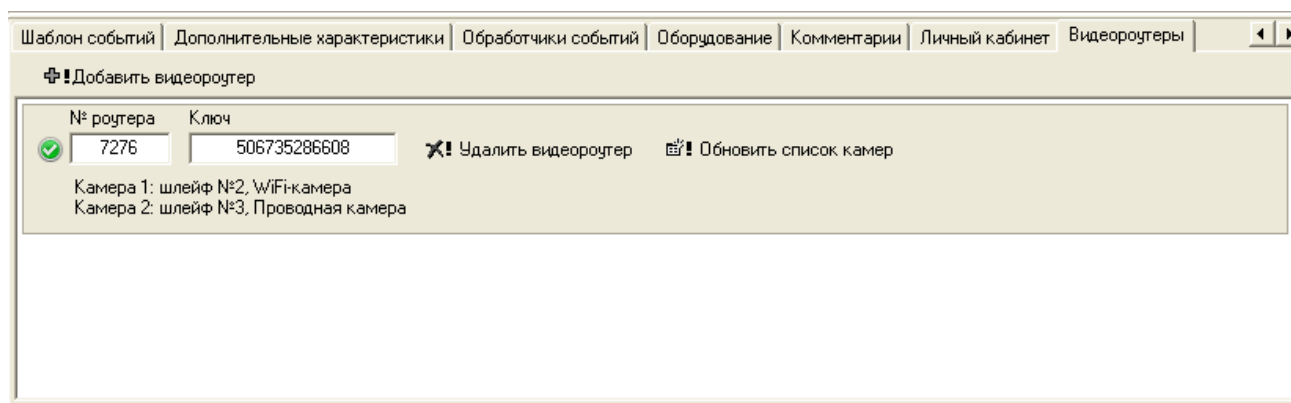 Шаблон событий Дополнительные характеристики Обработчики событий Оборудование Комментарии Личный кабинет Видеороутеры
Добавить видеороутер
№ роутера Ключ
7276 506735286608 Удалить видеороутер Обновить список камер
Камера 1: шлейф №2, WiFi-камера
Камера 2: шлейф №3, Проводная камера